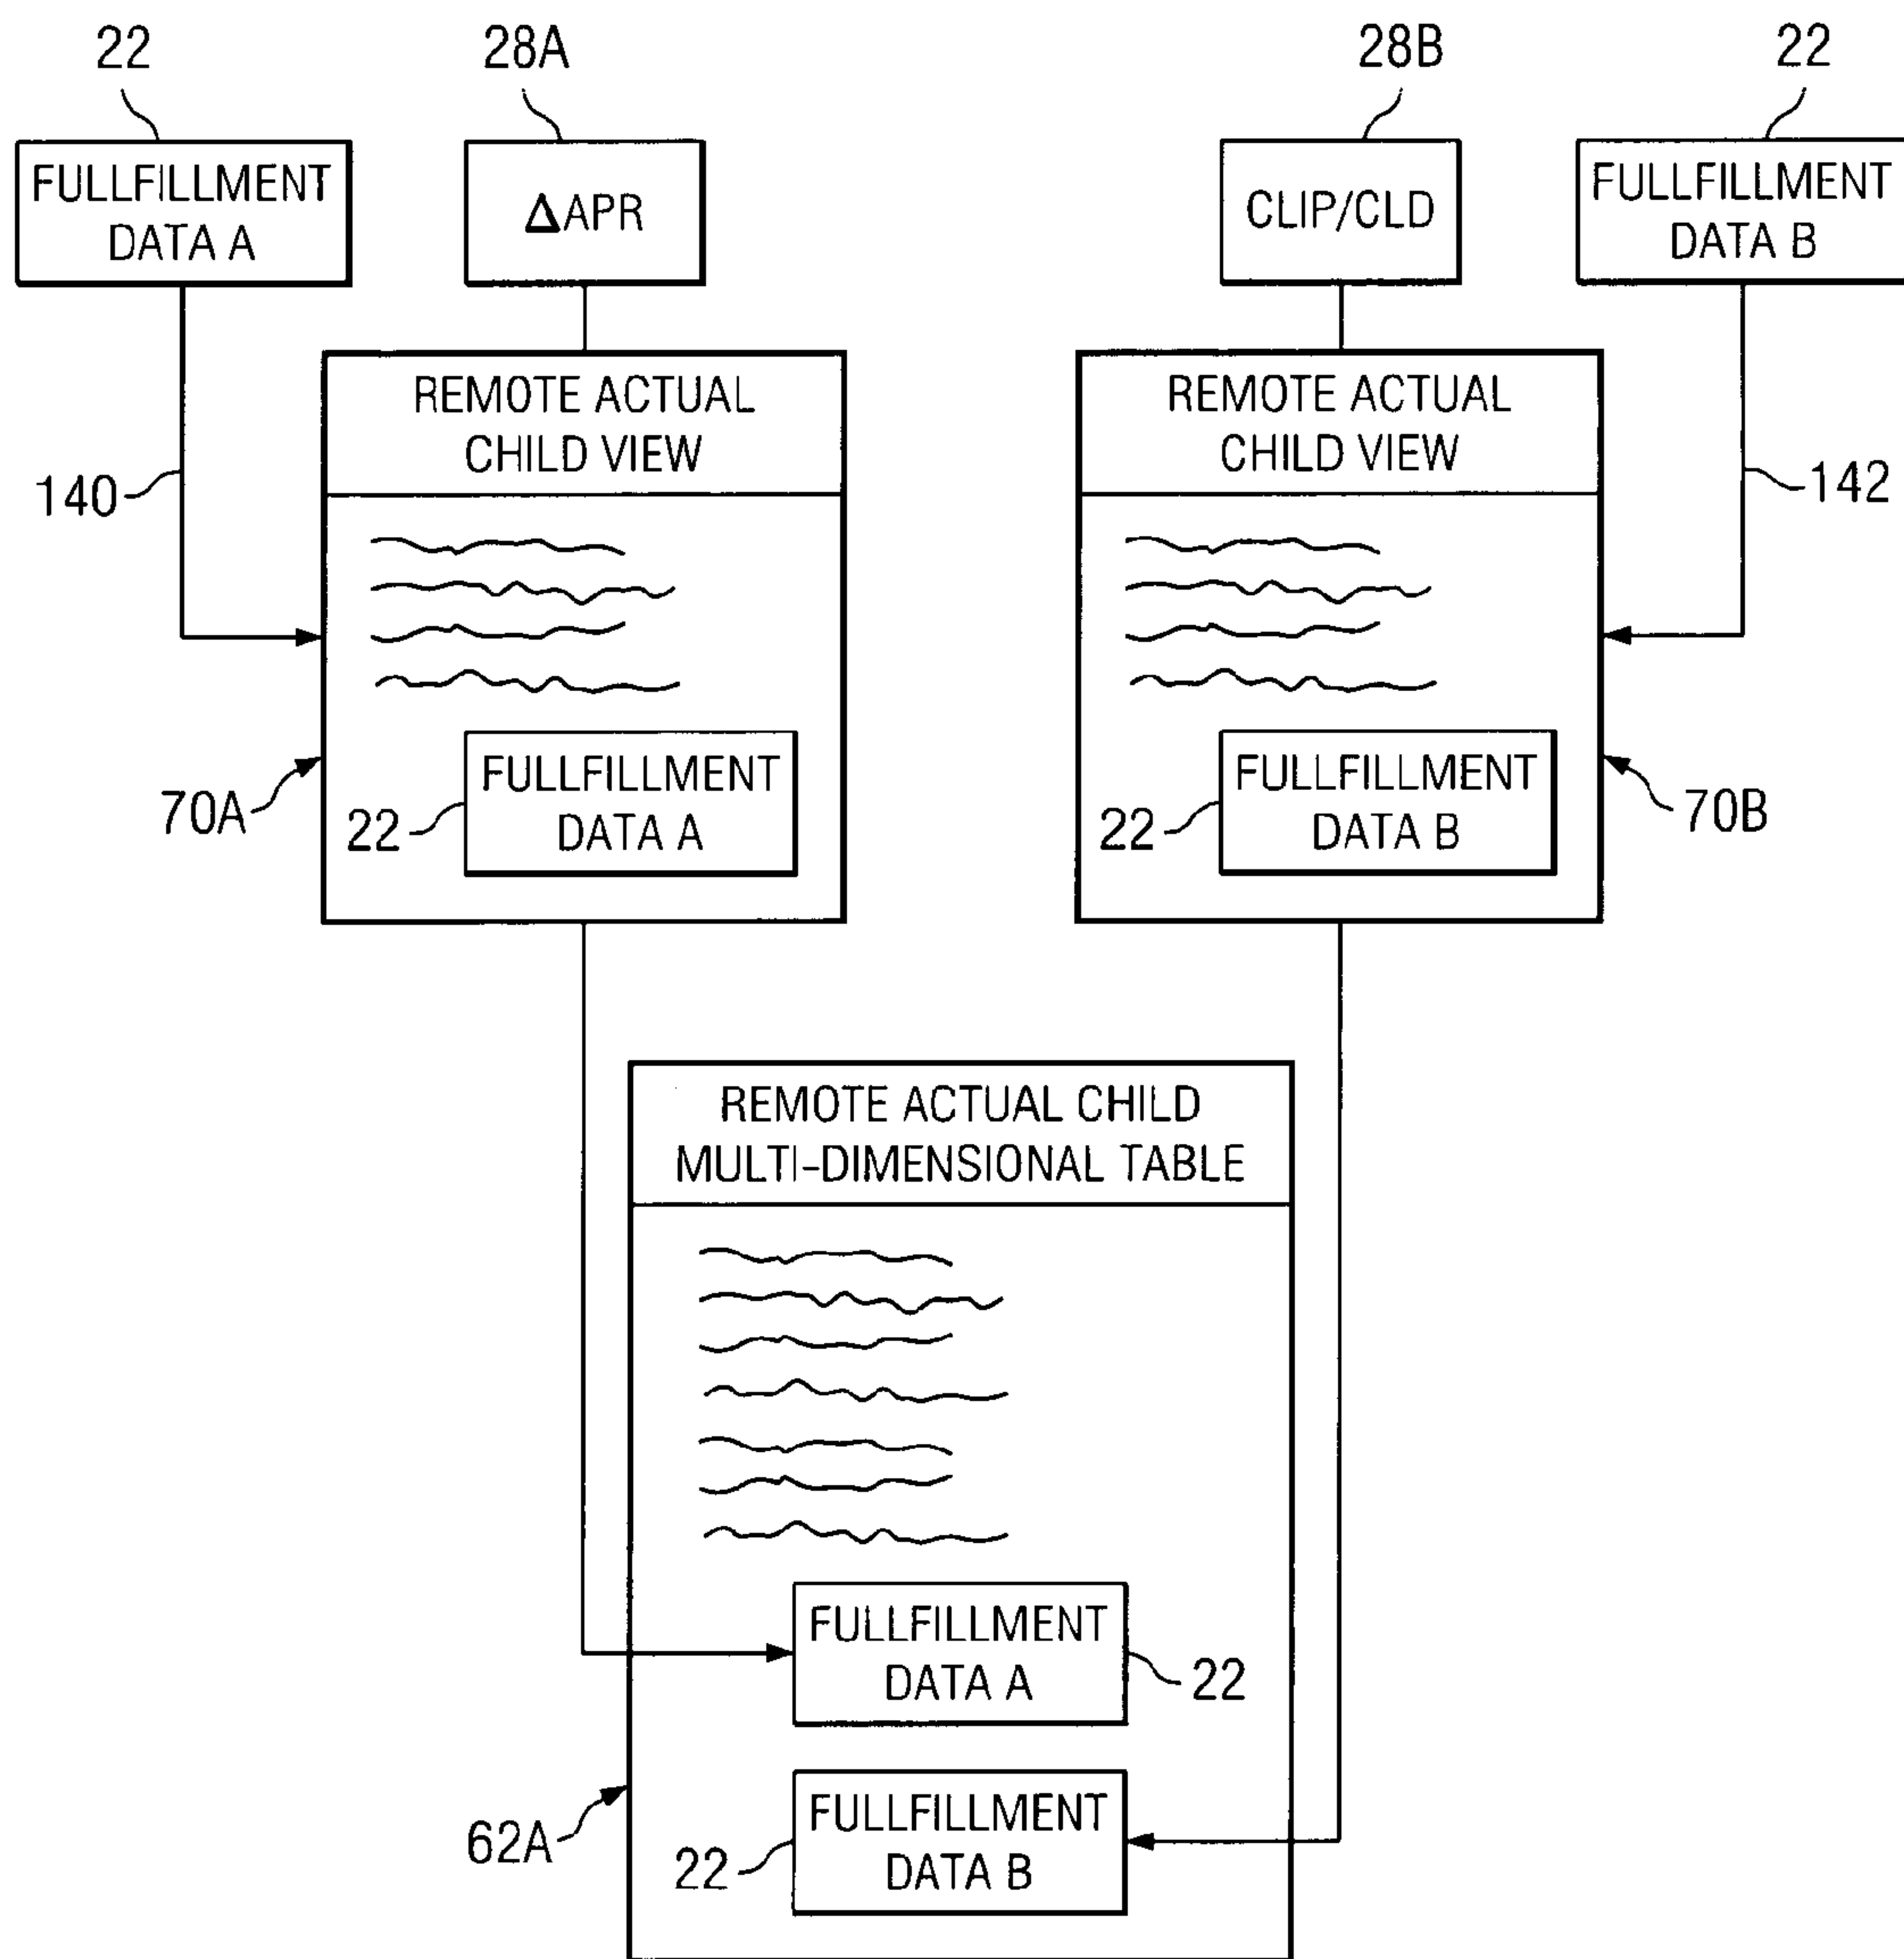 22
28A
28B
22
FULLFILLMENT
DATA A
ΔAPR
CLIP/CLD
FULLFILLMENT
DATA B
REMOTE ACTUAL
CHILD VIEW
REMOTE ACTUAL
CHILD VIEW
140
142
FULLFILLMENT
DATA A
22
70A
FULLFILLMENT
DATA B
22
70B
REMOTE ACTUAL CHILD
MULTI-DIMENSIONAL TABLE
FULLFILLMENT
DATA A
22
FULLFILLMENT
DATA B
22
62A